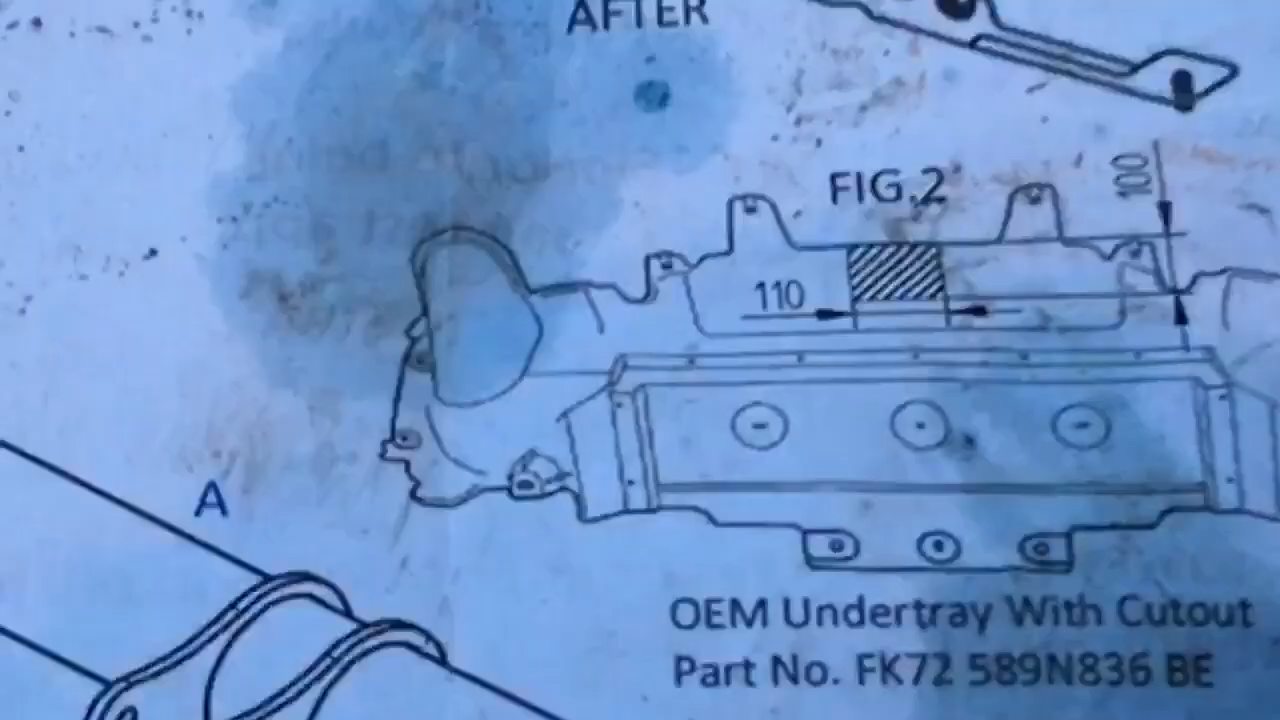 AFTER
FIG.2
100
110
A
OEM Undertray With Cutout
Part No. FK72 589N836 BE